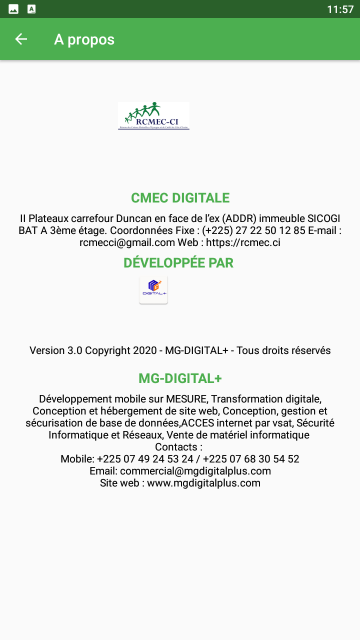 11:57
A propos
RCMEC-CI
CMEC DIGITALE
II Plateaux carrefour Duncan en face de l'ex (ADDR) immeuble SICOGI
BAT A 3ème étage. Coordonnées Fixe : (+225) 27 22 50 12 85 E-mail :
rcmecci@gmail.com Web : https://rcmec.ci
DÉVELOPPÉE PAR
DIGITAL+
Version 3.0 Copyright 2020 - MG-DIGITAL+ - Tous droits résérvés
MG-DIGITAL+
Développement mobile sur MESURE, Transformation digitale,
Conception et hébergement de site web, Conception, gestion et
sécurisation de base de données,ACCES internet par vsat, Sécurité
Informatique et Réseaux, Vente de matériel informatique
Contacts :
Mobile: +225 07 49 24 53 24 / +225 07 68 30 54 52
Email: commercial@mgdigitalplus.com
Site web : www.mgdigitalplus.com